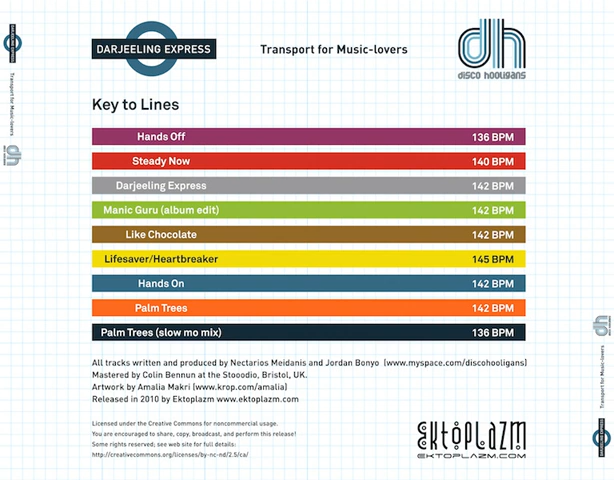 DARJEELING EXPRESS
Transport for Music-lovers
dh
disco hooligans
Key to Lines
Hands Off 136 BPM
Steady Now 140 BPM
Darjeeling Express 142 BPM
Manic Guru (album edit) 142 BPM
Like Chocolate 142 BPM
Lifesaver/Heartbreaker 145 BPM
Hands On 142 BPM
Palm Trees 142 BPM
Palm Trees (slow mo mix) 136 BPM
All tracks written and produced by Nectarios Meidanis and Jordan Bonyo (www.myspace.com/discohooligans)
Mastered by Colin Bennun at the Stooodio, Bristol, UK.
Artwork by Amalia Makri (www.krop.com/amalia)
Released in 2010 by Ektoplazm www.ektoplazm.com
Licensed under the Creative Commons for noncommercial usage.
You are encouraged to share, copy, broadcast, and perform this release!
Some rights reserved; see web site for full details:
http://creativecommons.org/licenses/by-nc-nd/2.5/ca/
EKTOPLAZM
EKTOPLAZM.COM
Transport for Music-lovers
dh
dh
Transport for Music-lovers